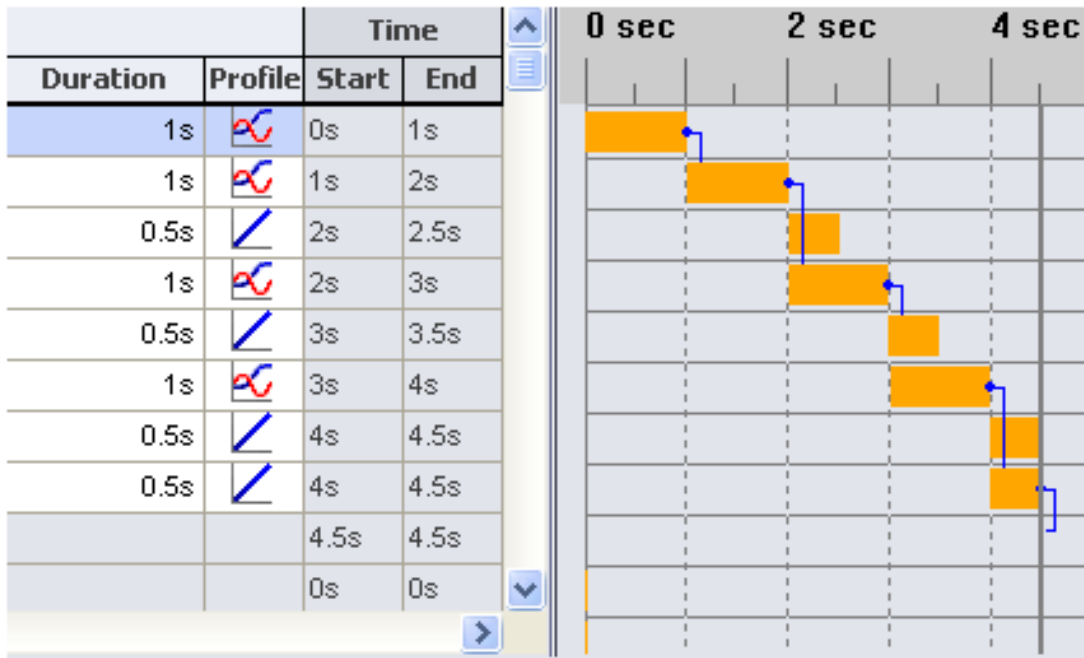 Time
Duration Profile Start End
0 sec 2 sec 4 sec
1s 0s 1s
1s 1s 2s
0.5s 2s 2.5s
1s 2s 3s
0.5s 3s 3.5s
1s 3s 4s
0.5s 4s 4.5s
0.5s 4s 4.5s
4.5s 4.5s
0s 0s